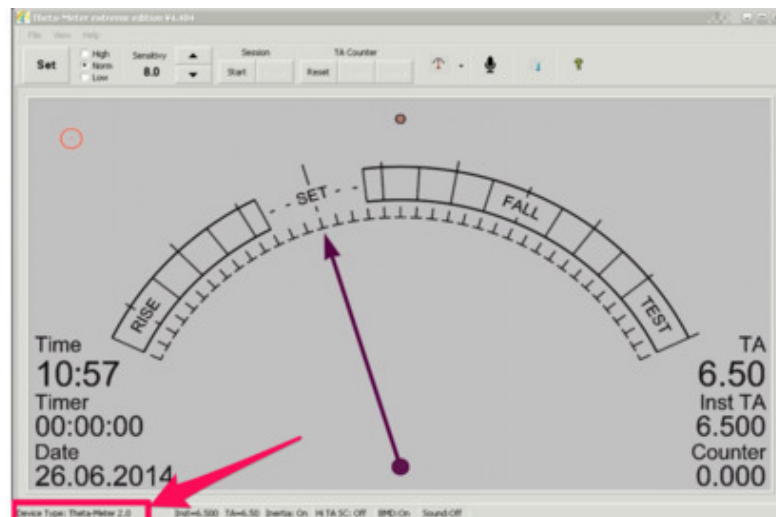 Theta-Meter extreme edition V4.404
File View Help
Set
High
Norm
Low
Sensitivy
8.0
Session
Start
TA Counter
Reset
RISE
SET
FALL
TEST
Time
10:57
Timer
00:00:00
Date
26.06.2014
TA
6.50
Inst TA
6.500
Counter
0.000
Device Type: Theta-Meter 2.0 Inst=6.500 TA=6.50 Inertia: On Hi TA SC: Off BMD:On Sound:Off